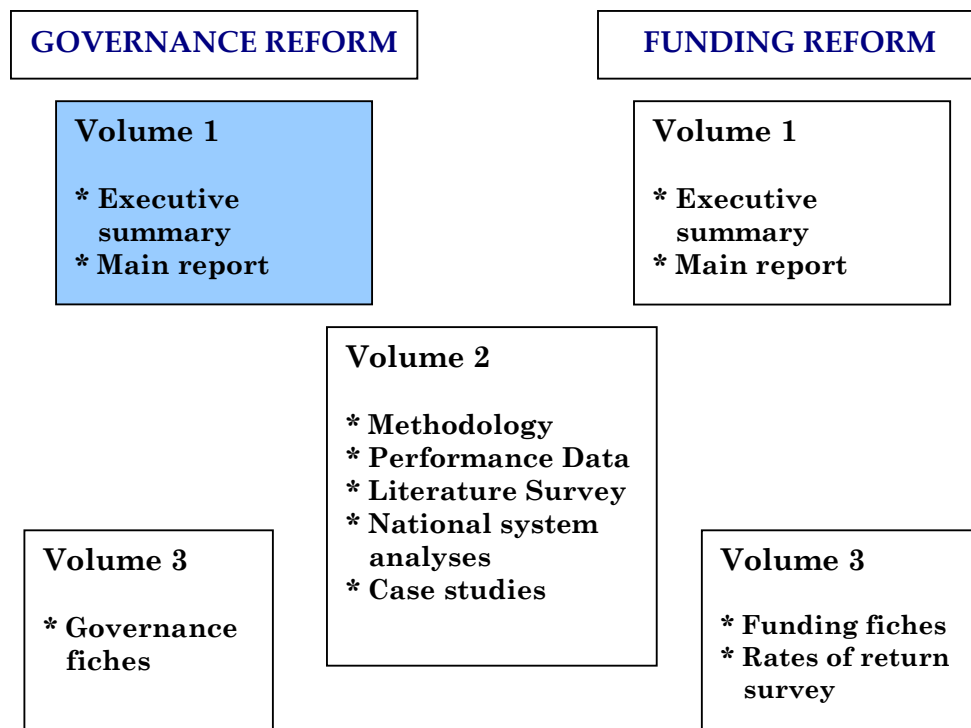 GOVERNANCE REFORM
FUNDING REFORM
Volume 1
* Executive
summary
* Main report
Volume 1
* Executive
summary
* Main report
Volume 2
* Methodology
* Performance Data
* Literature Survey
* National system
analyses
* Case studies
Volume 3
* Governance
fiches
Volume 3
* Funding fiches
* Rates of return
survey